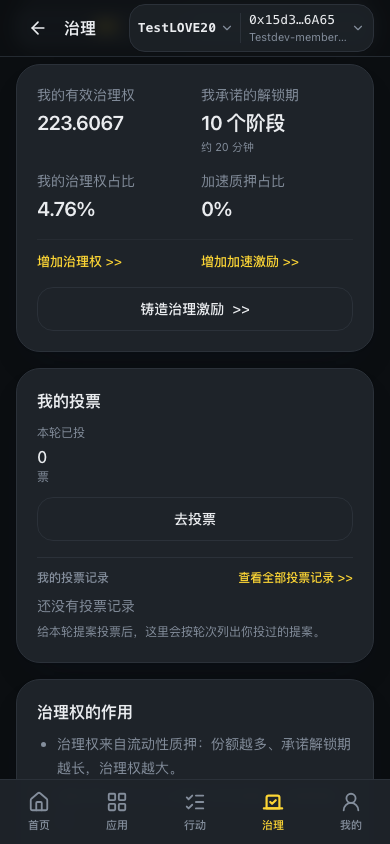 治理
TestLOVE20
0x15d3…6A65
Testdev-member...
我的有效治理权
我承诺的解锁期
223.6067
10 个阶段
约 20 分钟
我的治理权占比
加速质押占比
4.76%
0%
增加治理权 >>
增加加速激励 >>
铸造治理激励 >>
我的投票
本轮已投
0
票
去投票
我的投票记录
查看全部投票记录 >>
还没有投票记录
给本轮提案投票后，这里会按轮次列出你投过的提案。
治理权的作用
• 治理权来自流动性质押：份额越多、承诺解锁期
越长，治理权越大。
首页
应用
行动
治理
我的